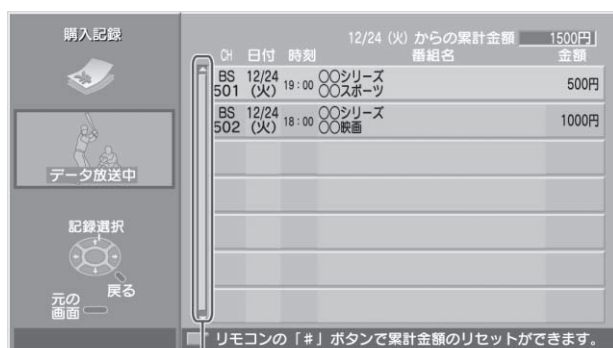 購入記録
12/24 (火) からの累計金額 1500円
CH 日付 時刻 番組名 金額
BS 501 12/24 (火) 19:00 〇〇シリーズ 〇〇スポーツ 500円
BS 502 12/24 (火) 18:00 〇〇シリーズ 〇〇映画 1000円
データ放送中
記録選択
戻る
元の画面
リモコンの「#」ボタンで累計金額のリセットができます。